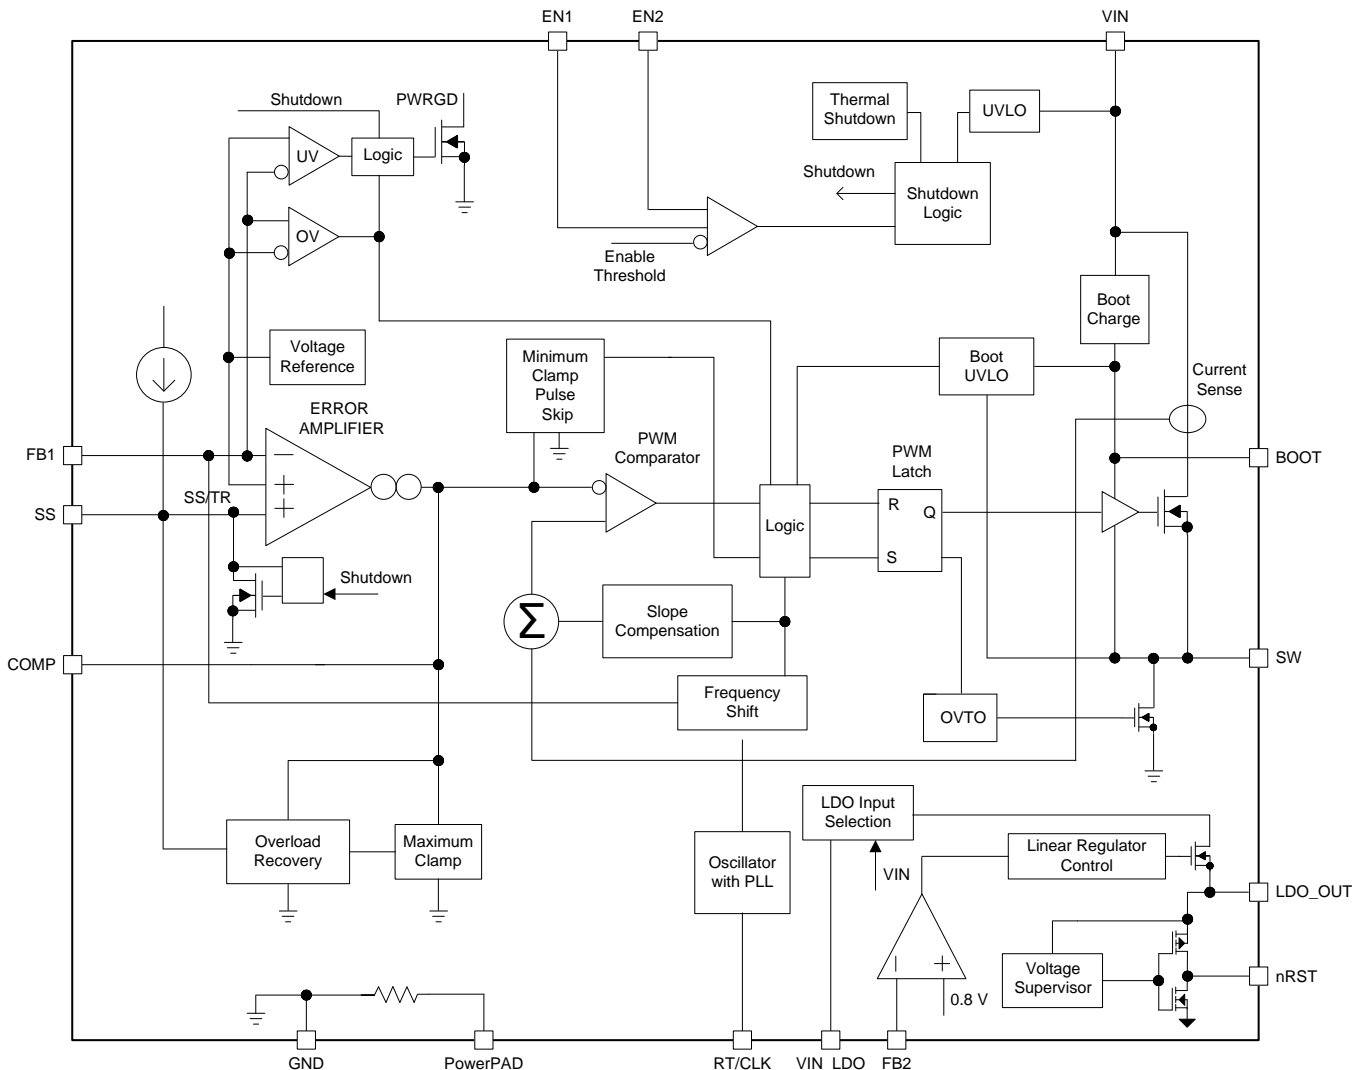 EN1
EN2
VIN
Shutdown
PWRGD
Thermal
Shutdown
UVLO
UV
Logic
Shutdown
Shutdown
Logic
OV
Enable
Threshold
Boot
Charge
Voltage
Reference
Minimum
Clamp
Pulse
Skip
Boot
UVLO
Current
Sense
ERROR
AMPLIFIER
PWM
Comparator
PWM
Latch
FB1
BOOT
SS/TR
SS
Logic
R
Q
S
Shutdown
Σ
Slope
Compensation
COMP
SW
Frequency
Shift
OVTO
LDO Input
Selection
Overload
Recovery
Maximum
Clamp
Oscillator
with PLL
VIN
Linear Regulator
Control
LDO_OUT
Voltage
Supervisor
nRST
0.8 V
GND
PowerPAD
RT/CLK
VIN LDO
FB2